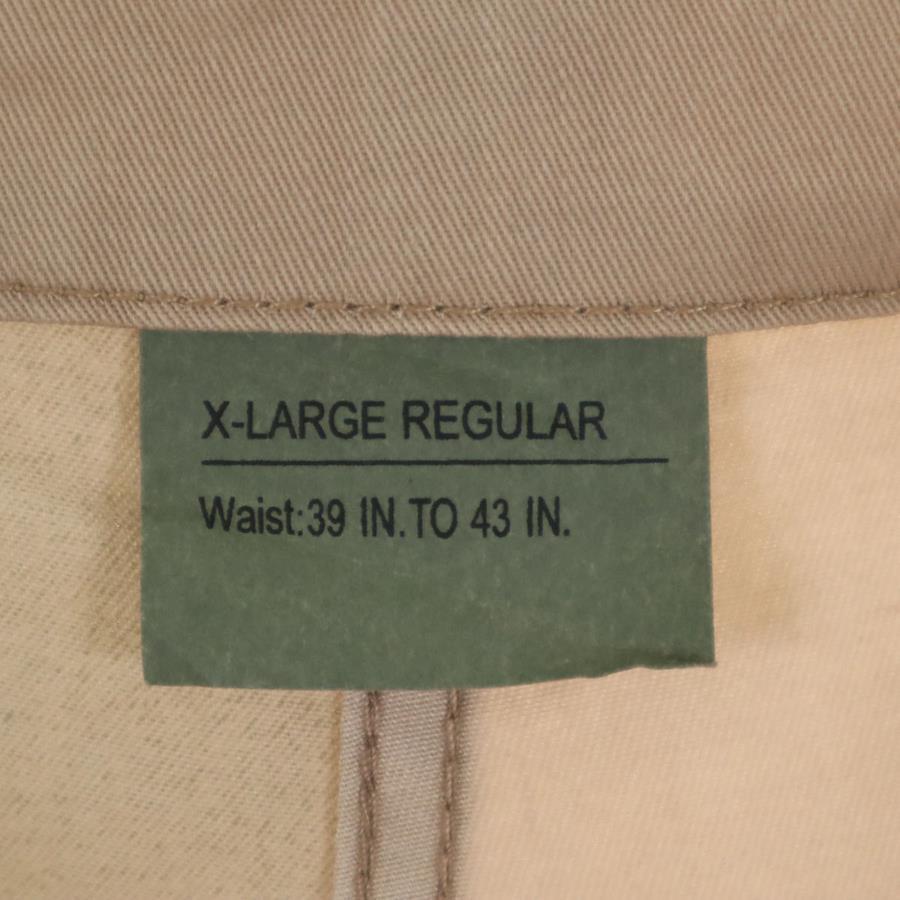 X-LARGE REGULAR
Waist:39 IN.TO 43 IN.